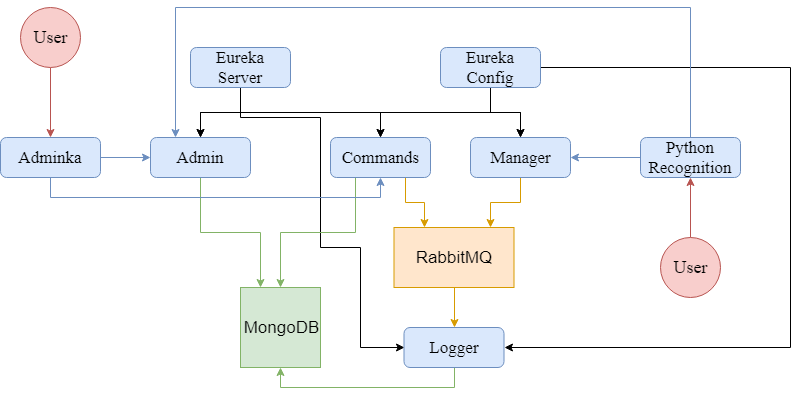 User
Eureka
Server
Eureka
Config
Adminka
Admin
Commands
Manager
Python
Recognition
RabbitMQ
User
MongoDB
Logger